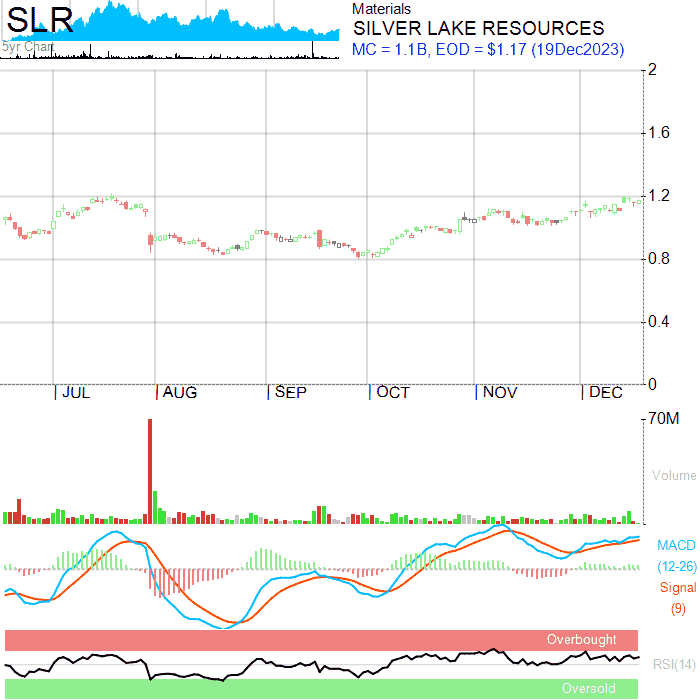 SLR
5yr Chart
Materials
SILVER LAKE RESOURCES
MC = 1.1B, EOD = $1.17 (19Dec2023)
2
1.6
1.2
0.8
0.4
0
JUL AUG SEP OCT NOV DEC
70M
Volume
MACD
(12-26)
Signal
(9)
Overbought
RSI(14)
Oversold